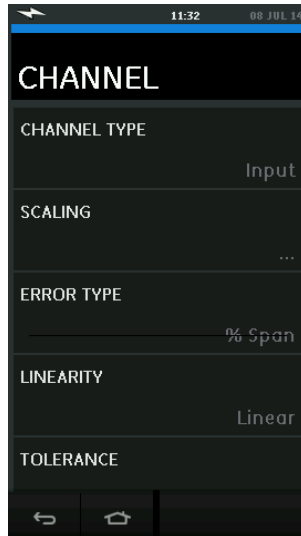 11:32 08 JUL 14
CHANNEL
CHANNEL TYPE
Input
SCALING
...
ERROR TYPE
% Span
LINEARITY
Linear
TOLERANCE